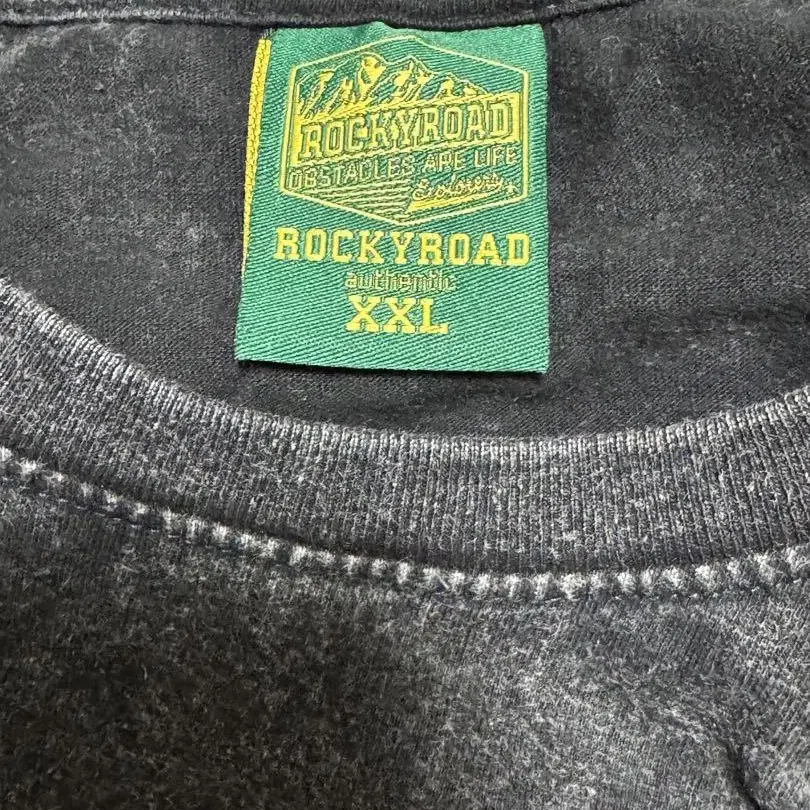 ROCKYROAD
OBSTACLES ARE LIFE
ROCKYROAD
authentic
XXL